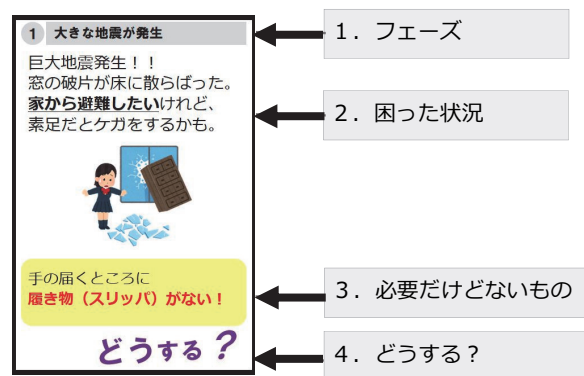 1 大きな地震が発生
巨大地震発生！！
窓の破片が床に散らばった。
家から避難したいけれど、
素足だとケガをするかも。
手の届くところに
履き物（スリッパ）がない！
どうする？
1．フェーズ
2．困った状況
3．必要だけどないもの
4．どうする？